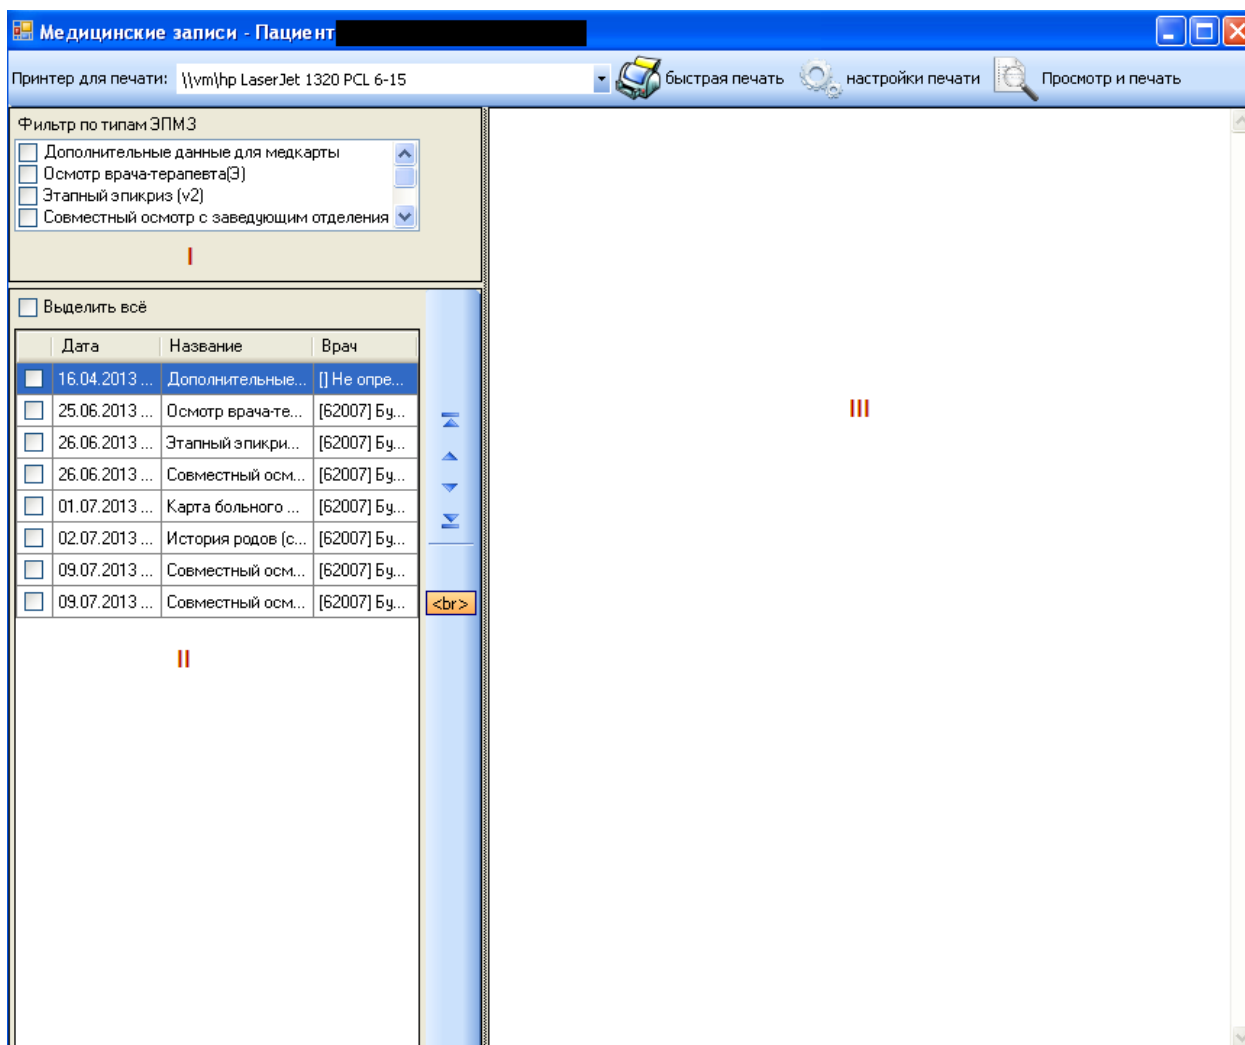 Медицинские записи - Пациент
Принтер для печати: \\vm\hp LaserJet 1320 PCL 6-15 быстрая печать настройки печати Просмотр и печать
Фильтр по типам ЭПМЗ
Дополнительные данные для медкарты
Осмотр врача-терапевта(Э)
Этапный эпикриз (v2)
Совместный осмотр с заведующим отделения
I
Выделить всё
Дата Название Врач
16.04.2013 ... Дополнительные... [] Не опре...
25.06.2013 ... Осмотр врача-те... [62007] Бу...
26.06.2013 ... Этапный эпикри... [62007] Бу...
26.06.2013 ... Совместный осм... [62007] Бу...
01.07.2013 ... Карта больного ... [62007] Бу...
02.07.2013 ... История родов (с... [62007] Бу...
09.07.2013 ... Совместный осм... [62007] Бу...
09.07.2013 ... Совместный осм... [62007] Бу...
<br>
II
III